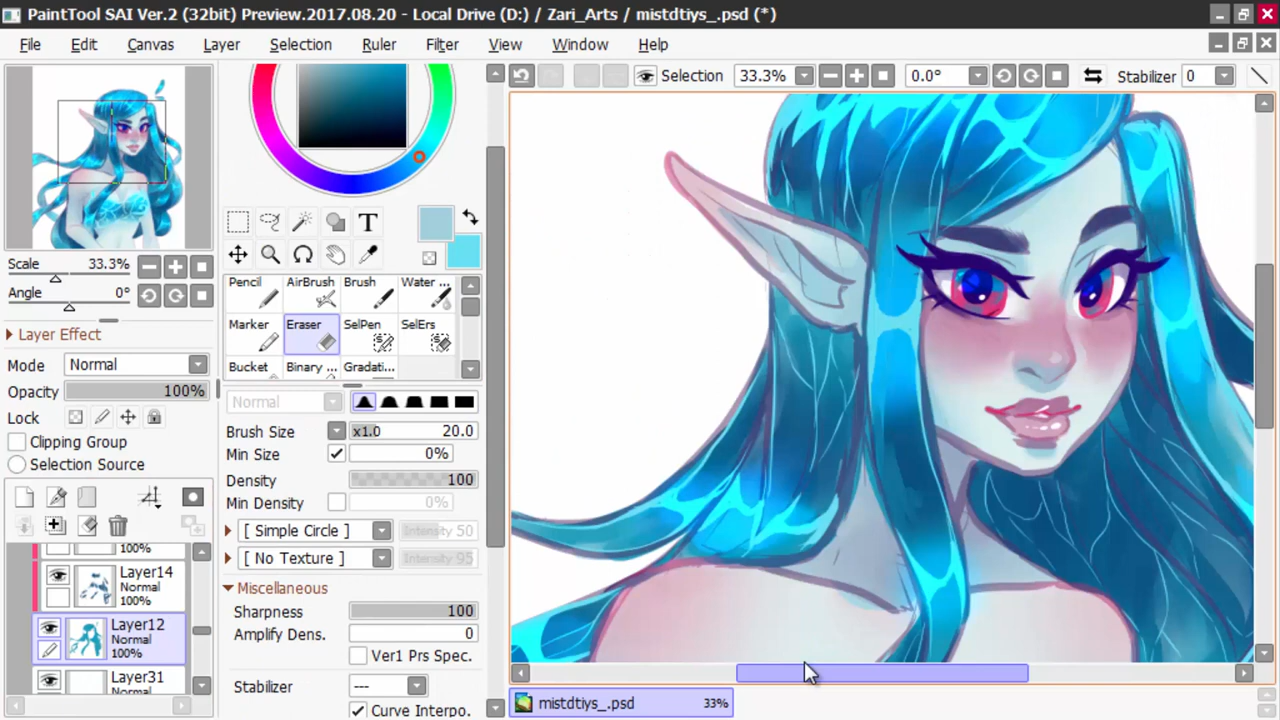 PaintTool SAI Ver.2 (32bit) Preview.2017.08.20 - Local Drive (D:) / Zari_Arts / mistdtiys_.psd (*)
File Edit Canvas Layer Selection Ruler Filter View Window Help
Selection 33.3% 0.0° Stabilizer 0
Scale 33.3%
Angle 0°
Layer Effect
Mode Normal
Opacity 100%
Lock
Clipping Group
Selection Source
100%
Layer14
Normal
100%
Layer12
Normal
100%
Layer31
Normal
T
Pencil AirBrush Brush Water ...
Marker Eraser SelPen SelErs
Bucket Binary ... Gradati...
Normal
Brush Size x1.0 20.0
Min Size 0%
Density 100
Min Density 0%
[ Simple Circle ] Intensity 50
[ No Texture ] Intensity 95
Miscellaneous
Sharpness 100
Amplify Dens. 0
Ver1 Prs Spec.
Stabilizer ---
Curve Interpo.
mistdtiys_.psd 33%